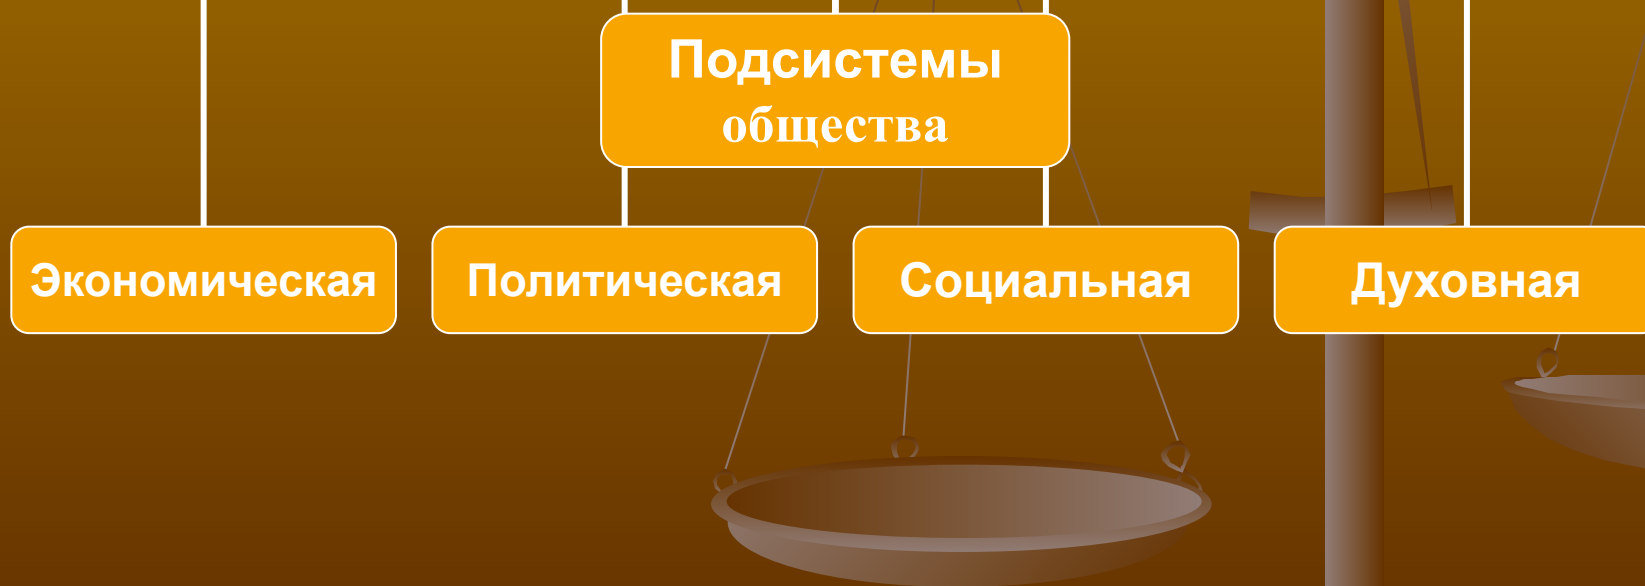 Подсистемы
общества
Экономическая
Политическая
Социальная
Духовная